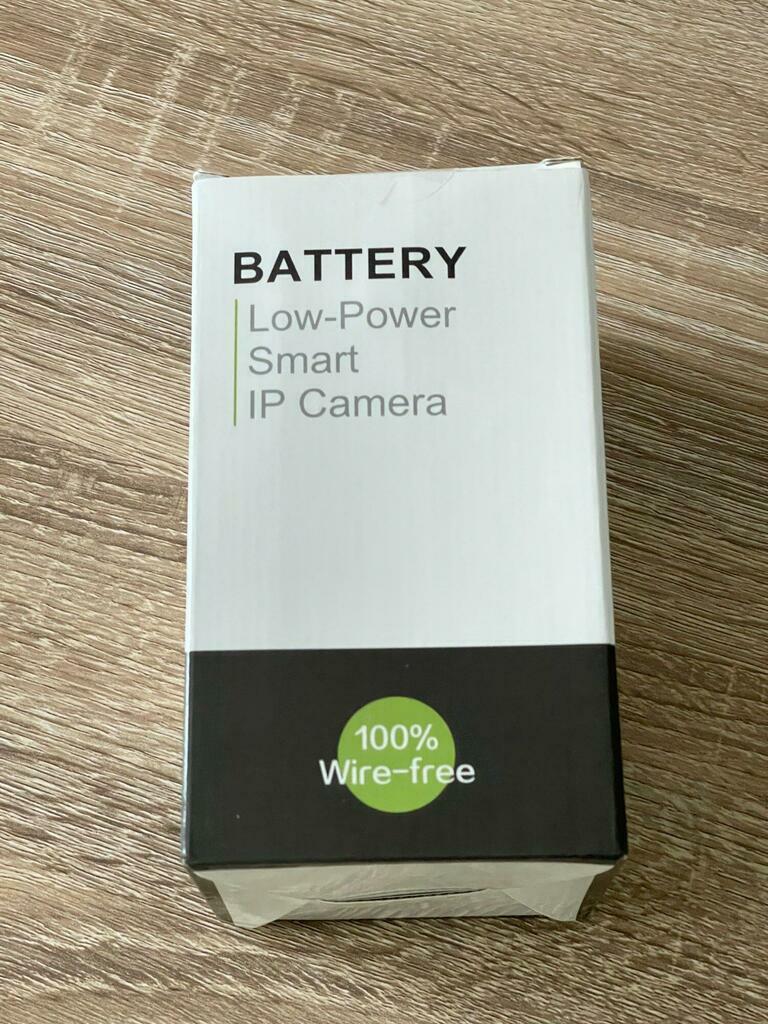 BATTERY
Low-Power
Smart
IP Camera
100%
Wire-free